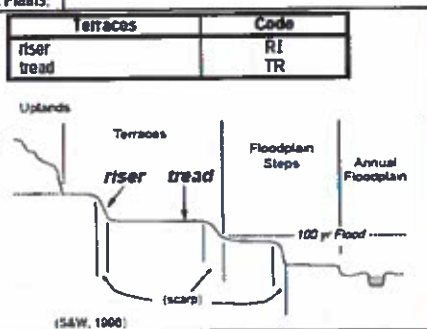 Plains:
Terraces Code
riser RI
tread TR
Uplands
Terraces
Floodplain
Steps
Annual
Floodplain
riser tread
100 yr Flood
(scarp)
(S&W, 1996)